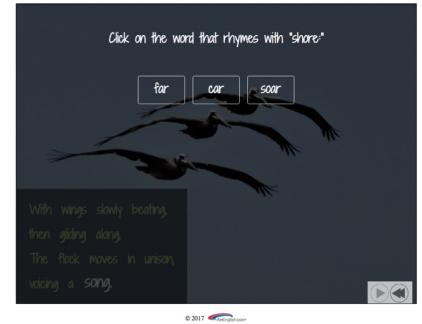 Click on the word that rhymes with "shore:"
far car soar
With wings slowly beating,
then gliding along,
The flock moves in unison,
voicing a song.
© 2017